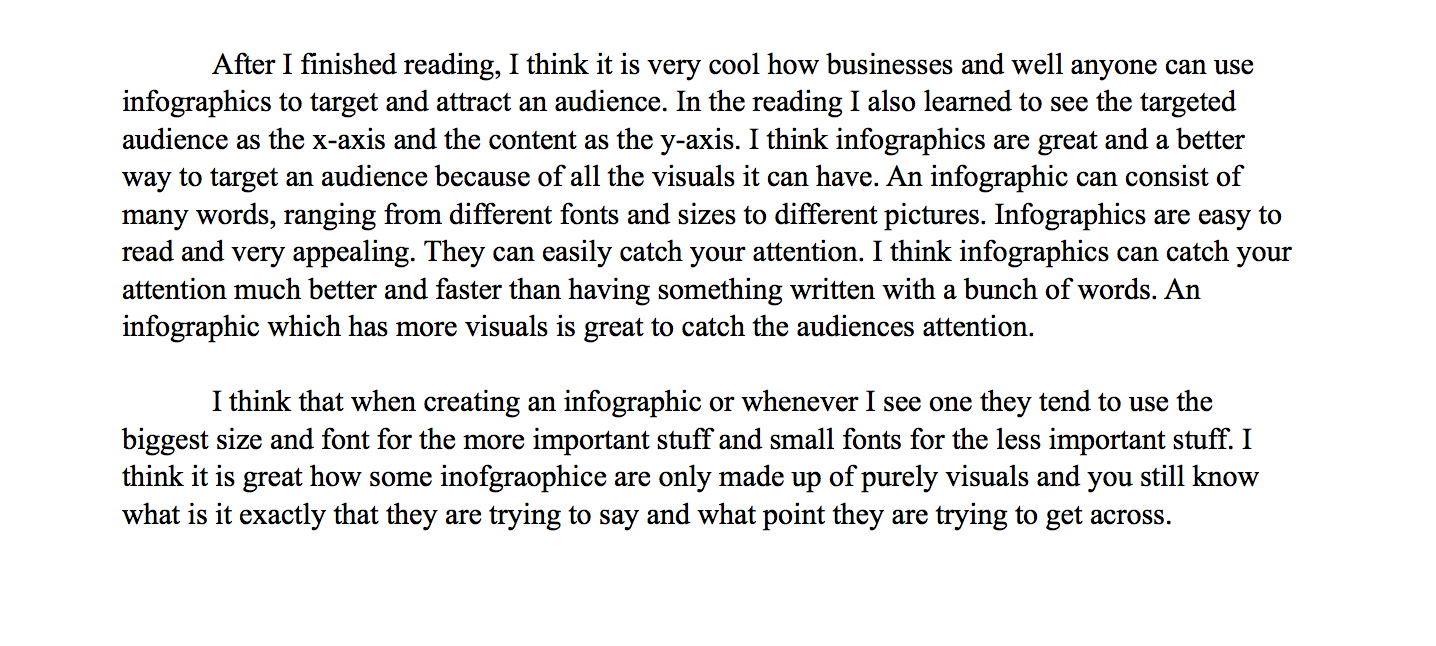 After I finished reading, I think it is very cool how businesses and well anyone can use
infographics to target and attract an audience. In the reading I also learned to see the targeted
audience as the x-axis and the content as the y-axis. I think infographics are great and a better
way to target an audience because of all the visuals it can have. An infographic can consist of
many words, ranging from different fonts and sizes to different pictures. Infographics are easy to
read and very appealing. They can easily catch your attention. I think infographics can catch your
attention much better and faster than having something written with a bunch of words. An
infographic which has more visuals is great to catch the audiences attention.
I think that when creating an infographic or whenever I see one they tend to use the
biggest size and font for the more important stuff and small fonts for the less important stuff. I
think it is great how some inofgraophice are only made up of purely visuals and you still know
what is it exactly that they are trying to say and what point they are trying to get across.